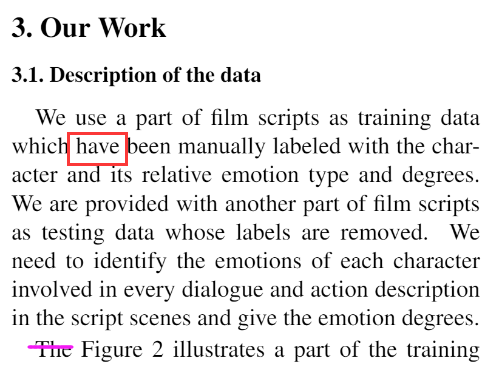 3. Our Work
3.1. Description of the data
We use a part of film scripts as training data
which have been manually labeled with the char-
acter and its relative emotion type and degrees.
We are provided with another part of film scripts
as testing data whose labels are removed. We
need to identify the emotions of each character
involved in every dialogue and action description
in the script scenes and give the emotion degrees.
The Figure 2 illustrates a part of the training